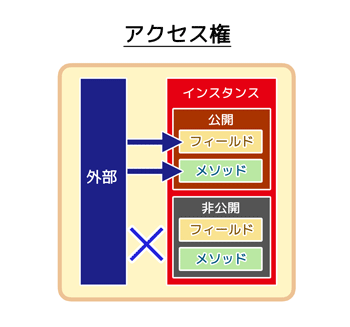 アクセス権
インスタンス
公開
フィールド
外部
メソッド
非公開
フィールド
メソッド